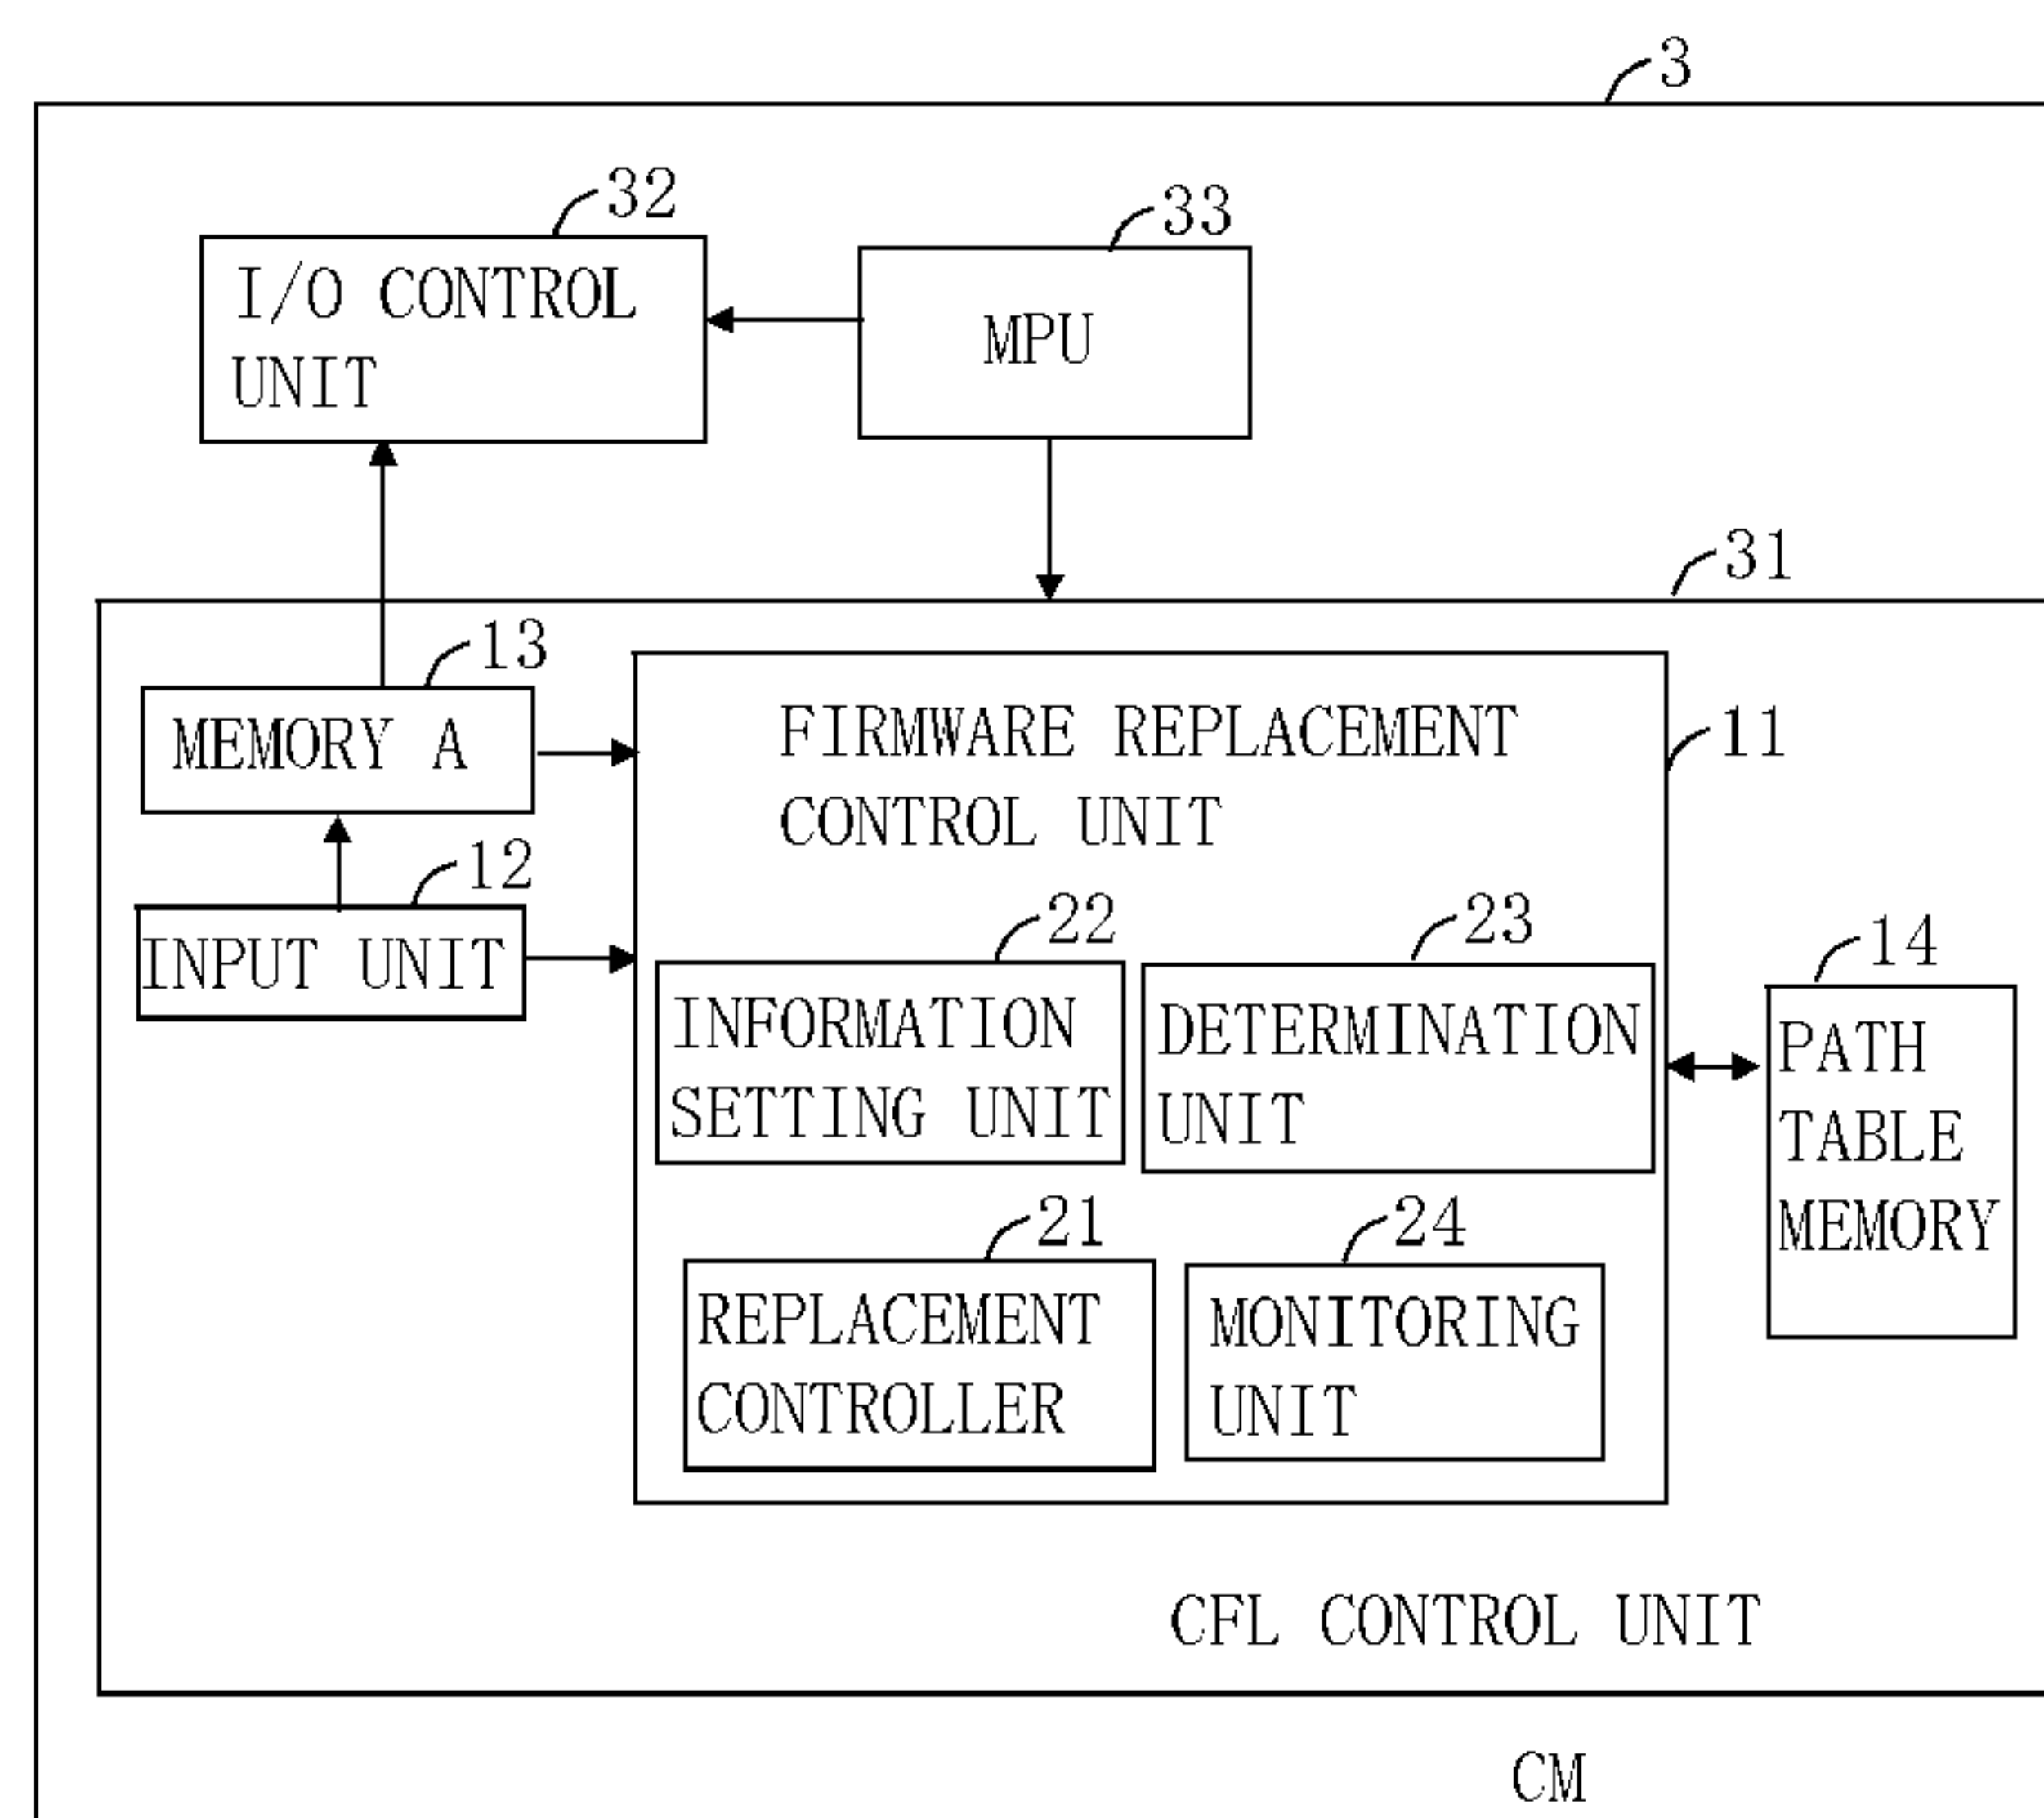 3
32
33
I/O CONTROL
UNIT
MPU
31
13
MEMORY A
FIRMWARE REPLACEMENT
CONTROL UNIT
11
12
INPUT UNIT
22
23
14
INFORMATION
SETTING UNIT
DETERMINATION
UNIT
PATH
TABLE
MEMORY
21
24
REPLACEMENT
CONTROLLER
MONITORING
UNIT
CFL CONTROL UNIT
CM